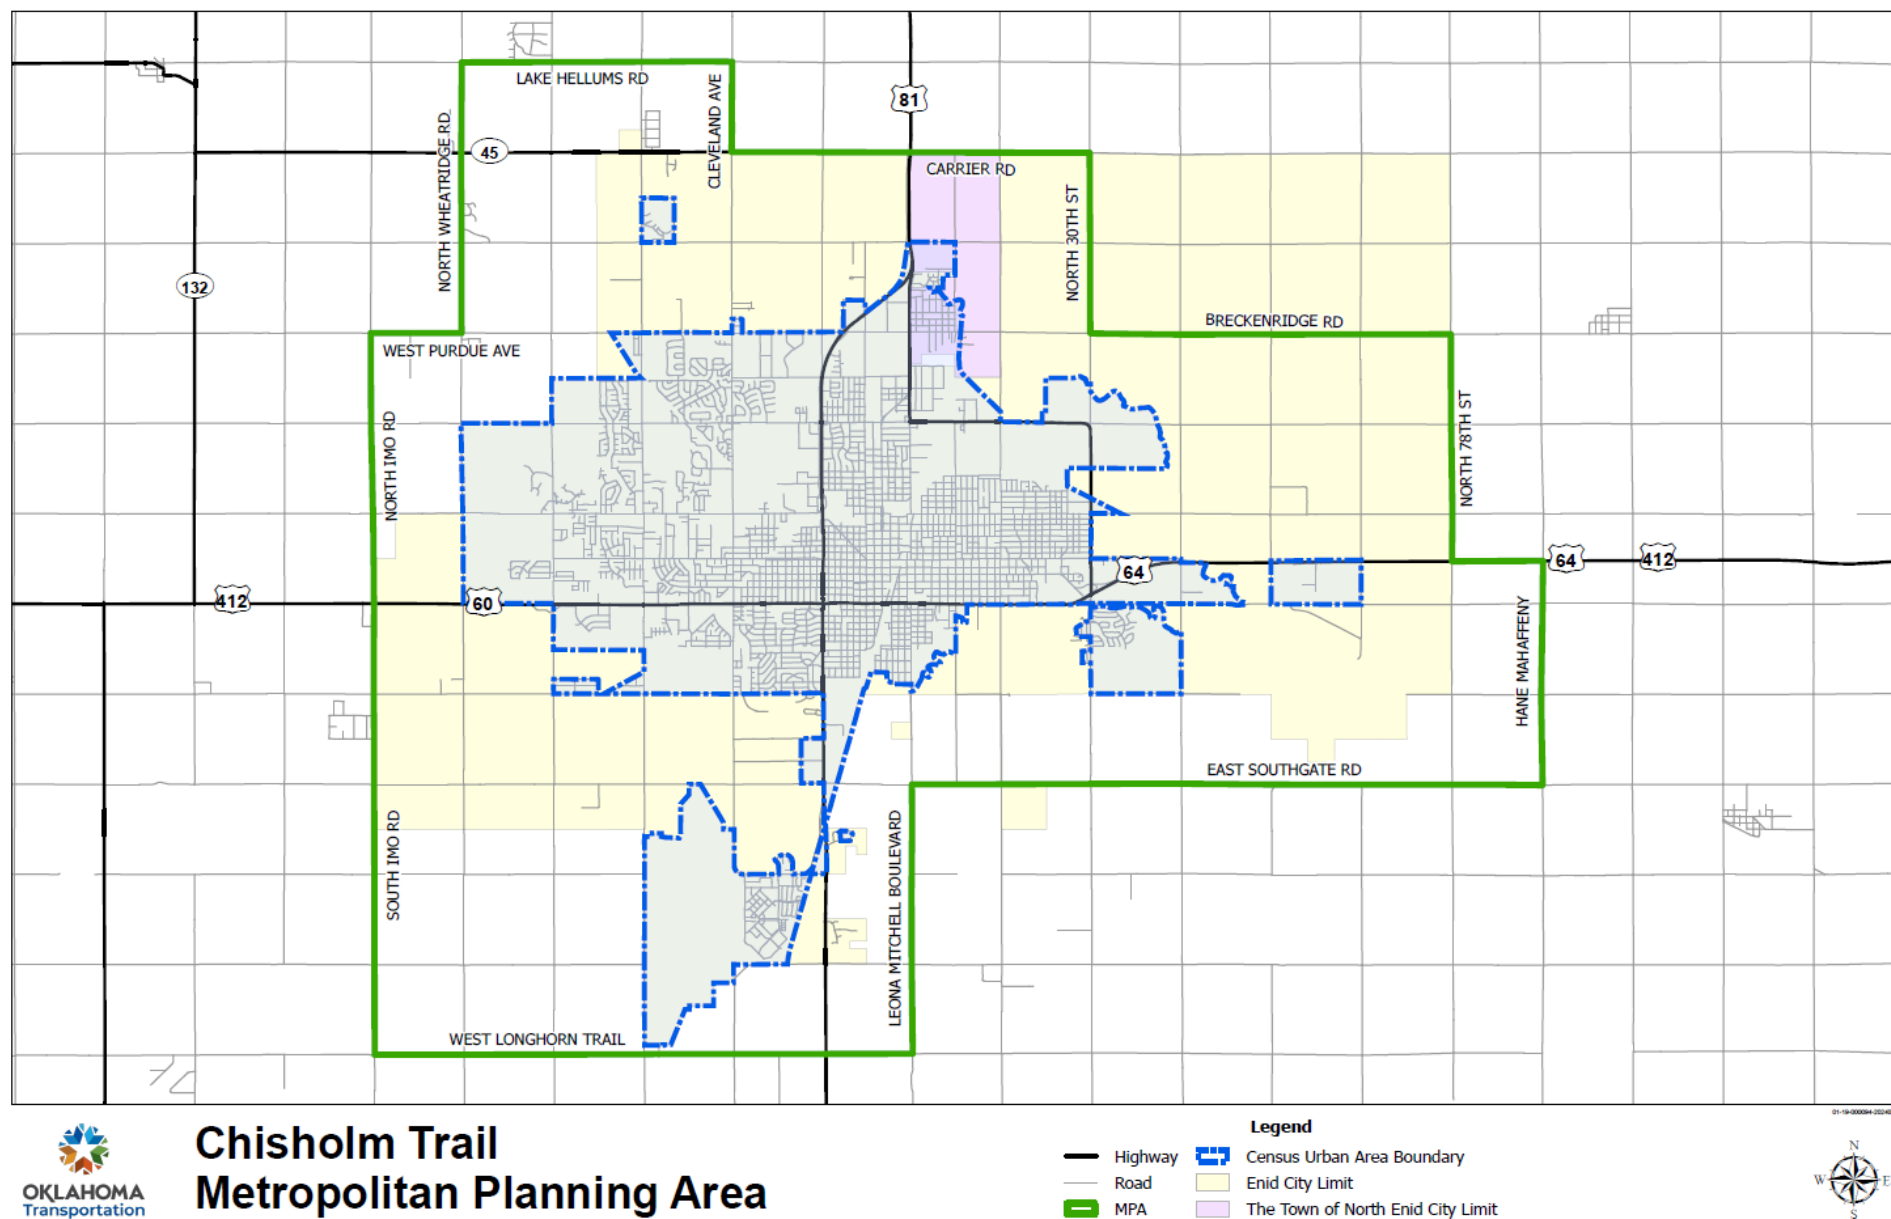 LAKE HELLUMS RD
CLEVELAND AVE
81
NORTH WHEATRIDGE RD
45
CARRIER RD
NORTH 30TH ST
132
BRECKENRIDGE RD
WEST PURDUE AVE
NORTH IMO RD
NORTH 78TH ST
64
412
64
412
60
HANE MAHAFFENY
EAST SOUTHGATE RD
SOUTH IMO RD
LEONA MITCHELL BOULEVARD
WEST LONGHORN TRAIL
OKLAHOMA
Transportation
Chisholm Trail
Metropolitan Planning Area
Legend
Highway
Road
MPA
Census Urban Area Boundary
Enid City Limit
The Town of North Enid City Limit
N
W
E
S